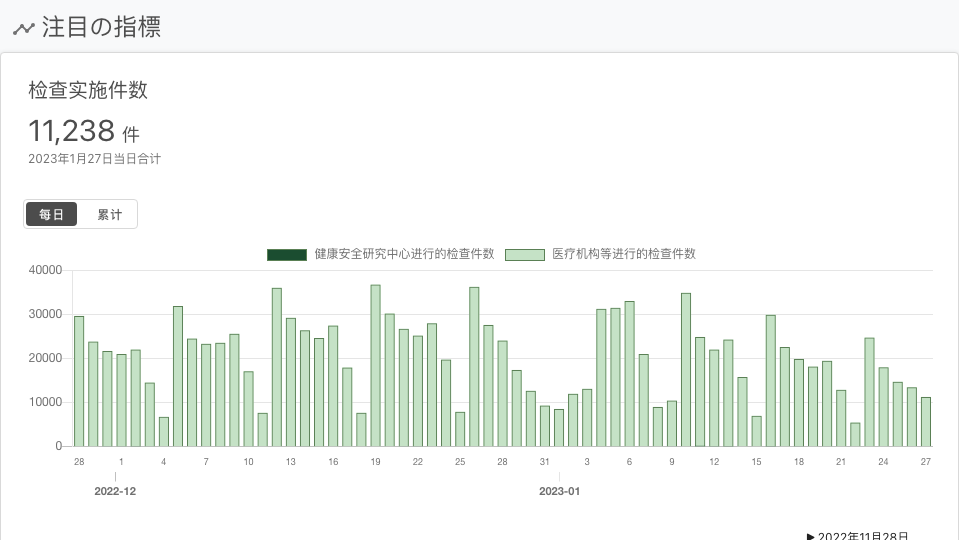 注目の指標
检查实施件数
11,238 件
2023年1月27日当日合计
每日 累计
健康安全研究中心进行的检查件数 医疗机构等进行的检查件数
40000
30000
20000
10000
0
28 1 4 7 10 13 16 19 22 25 28 31 3 6 9 12 15 18 21 24 27
2022-12 2023-01
▶ 2022年11月28日